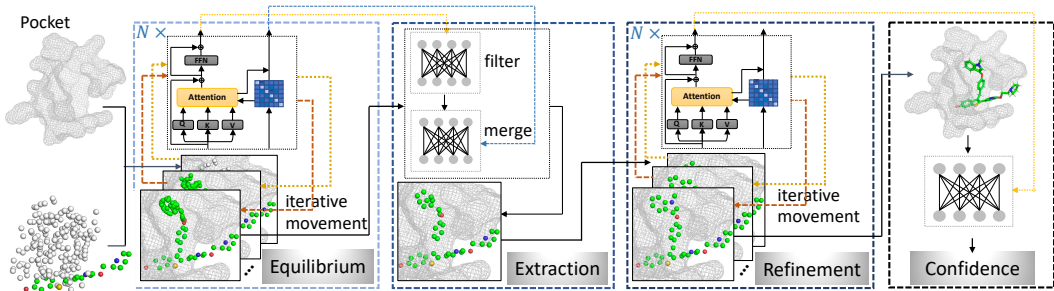 Pocket
N ×
FFN
Attention
Q
K
V
iterative
movement
Equilibrium
filter
merge
Extraction
N ×
FFN
Attention
Q
K
V
iterative
movement
Refinement
Confidence